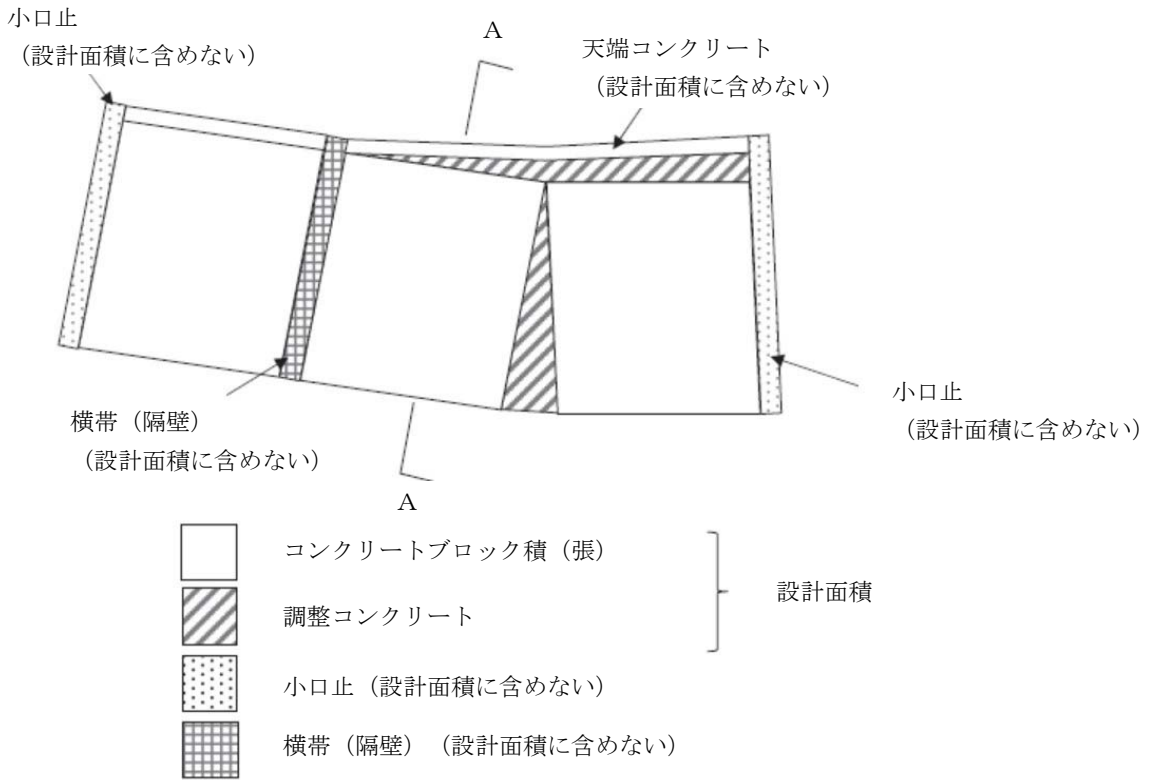 小口止
（設計面積に含めない）
A
天端コンクリート
（設計面積に含めない）
小口止
（設計面積に含めない）
横帯（隔壁）
（設計面積に含めない）
A
コンクリートブロック積（張）
調整コンクリート
設計面積
小口止（設計面積に含めない）
横帯（隔壁）（設計面積に含めない）